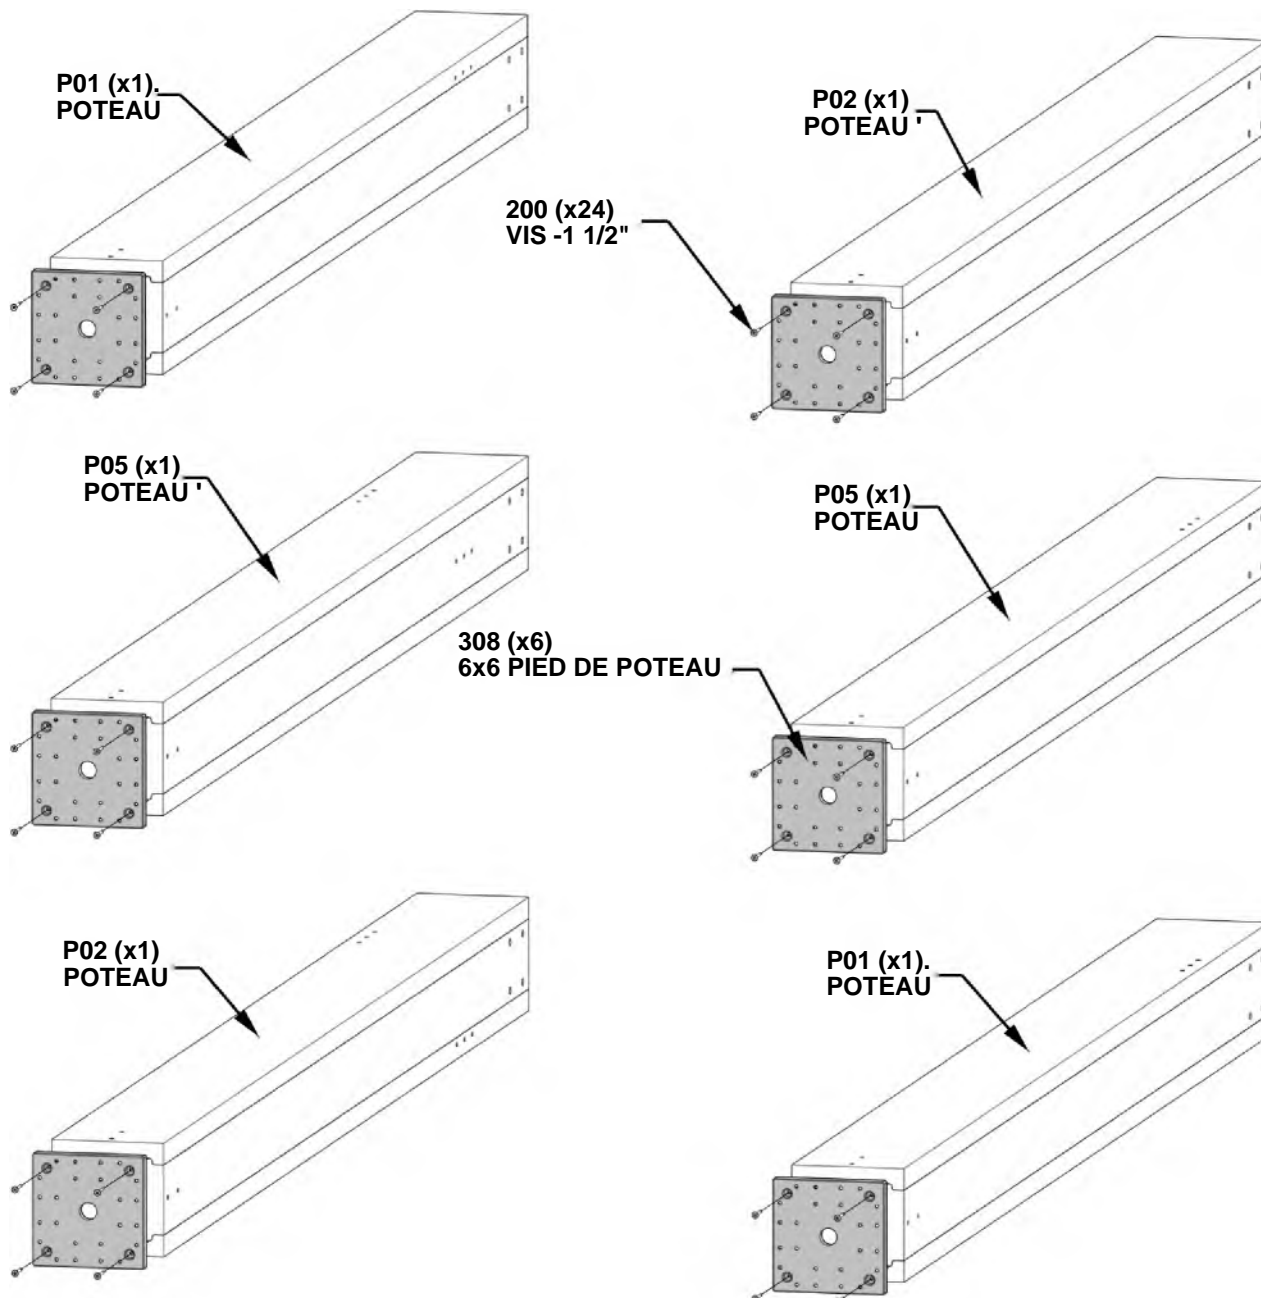 P01 (x1).
POTEAU
P02 (x1)
POTEAU '
200 (x24)
VIS -1 1/2"
P05 (x1)
POTEAU '
P05 (x1)
POTEAU
308 (x6)
6x6 PIED DE POTEAU
P02 (x1)
POTEAU
P01 (x1).
POTEAU